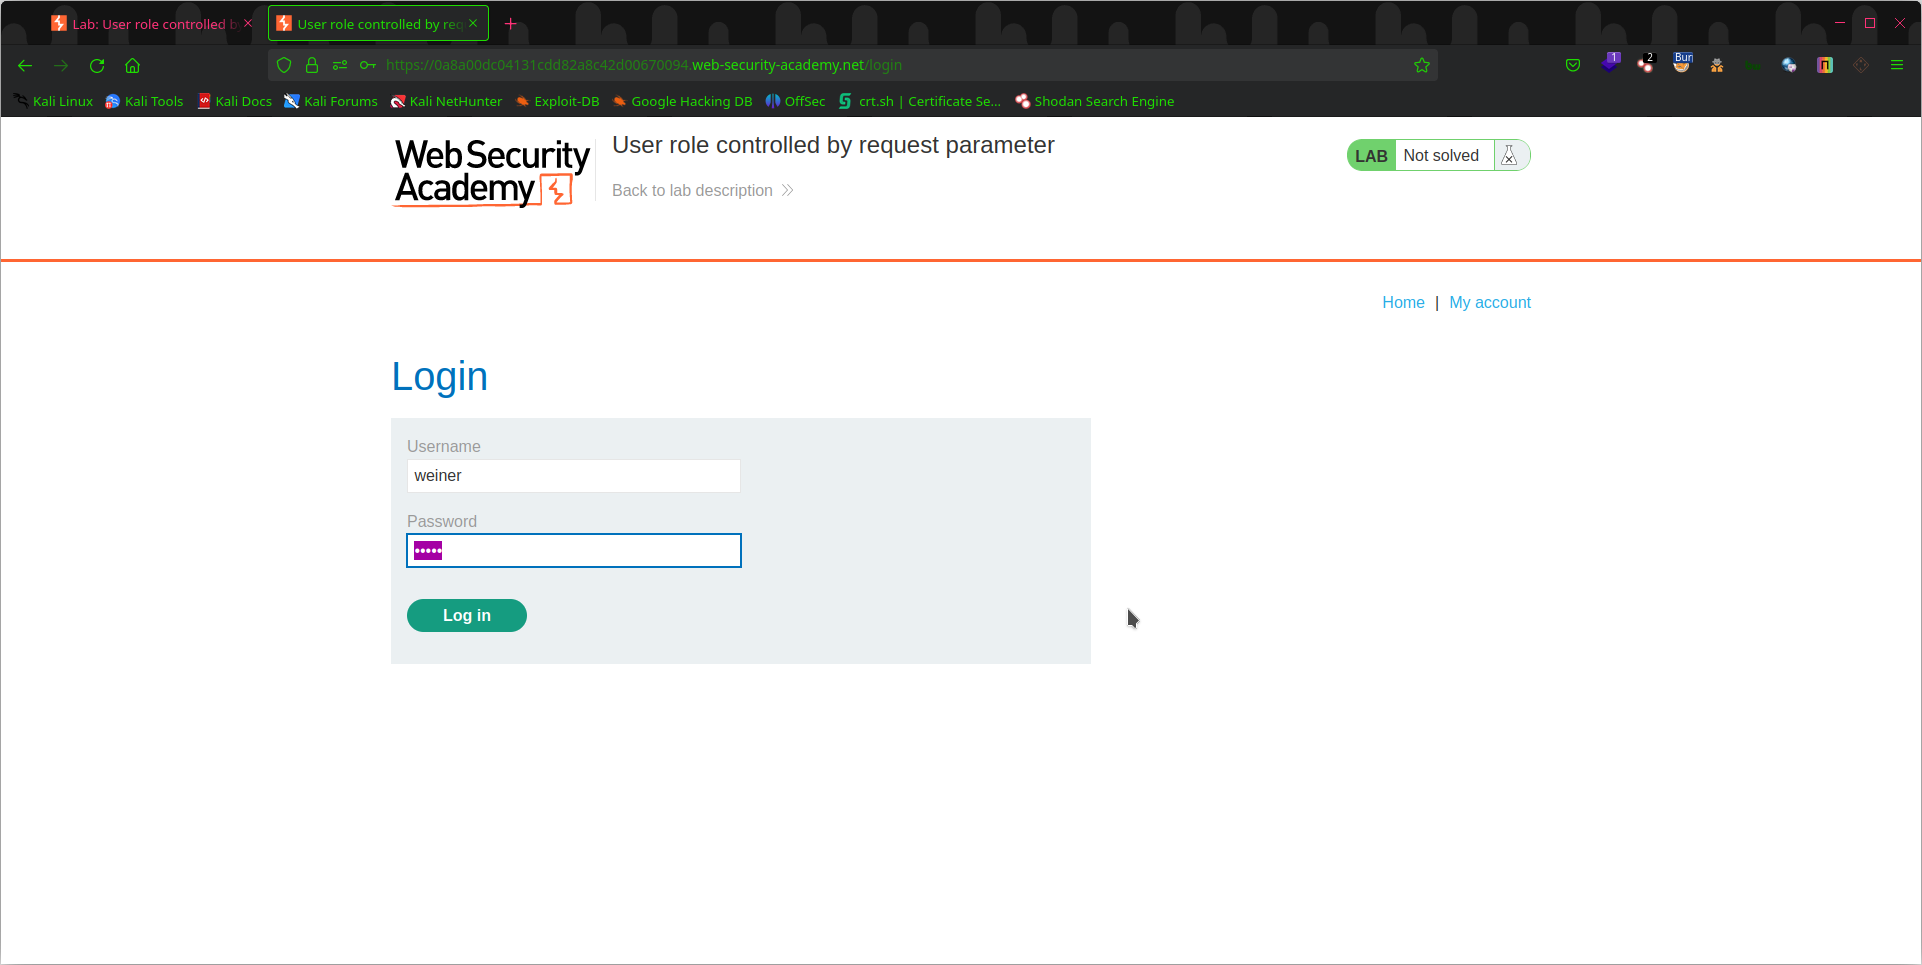 Lab: User role controlled b
User role controlled by req
https://0a8a00dc04131cdd82a8c42d00670094.web-security-academy.net/login
1
2
Bur
Kali Linux
Kali Tools
Kali Docs
Kali Forums
Kali NetHunter
Exploit-DB
Google Hacking DB
OffSec
crt.sh | Certificate Se...
Shodan Search Engine
Web Security
Academy
User role controlled by request parameter
Back to lab description
LAB
Not solved
Home | My account
Login
Username
weiner
Password
•••••
Log in